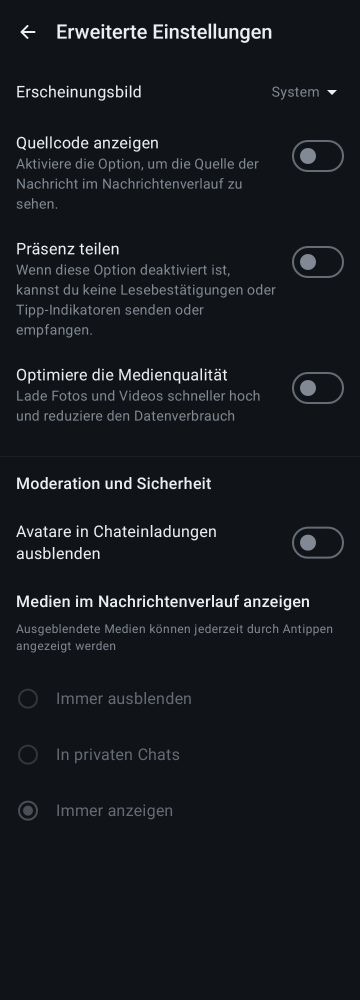 Erweiterte Einstellungen
Erscheinungsbild
System
Quellcode anzeigen
Aktiviere die Option, um die Quelle der
Nachricht im Nachrichtenverlauf zu
sehen.
Präsenz teilen
Wenn diese Option deaktiviert ist,
kannst du keine Lesebestätigungen oder
Tipp-Indikatoren senden oder
empfangen.
Optimiere die Medienqualität
Lade Fotos und Videos schneller hoch
und reduziere den Datenverbrauch
Moderation und Sicherheit
Avatare in Chateinladungen
ausblenden
Medien im Nachrichtenverlauf anzeigen
Ausgeblendete Medien können jederzeit durch Antippen
angezeigt werden
Immer ausblenden
In privaten Chats
Immer anzeigen